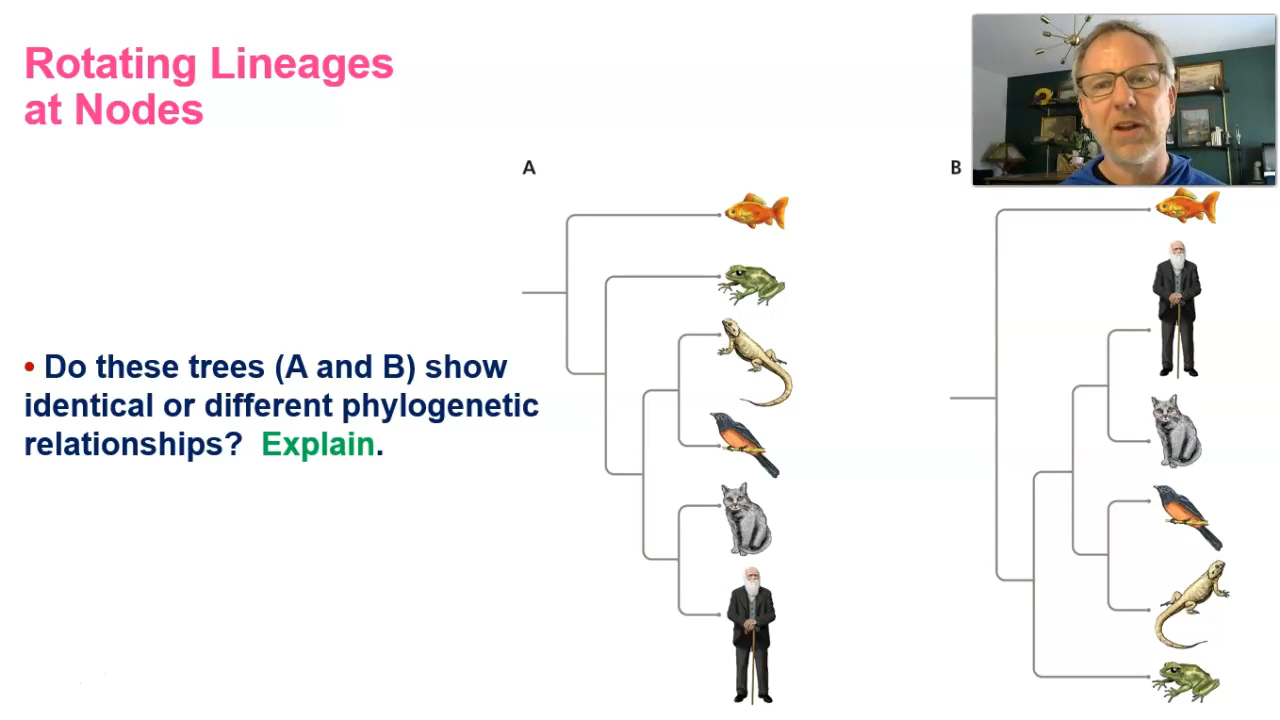 Rotating Lineages
at Nodes
A
B
• Do these trees (A and B) show
identical or different phylogenetic
relationships?  Explain.